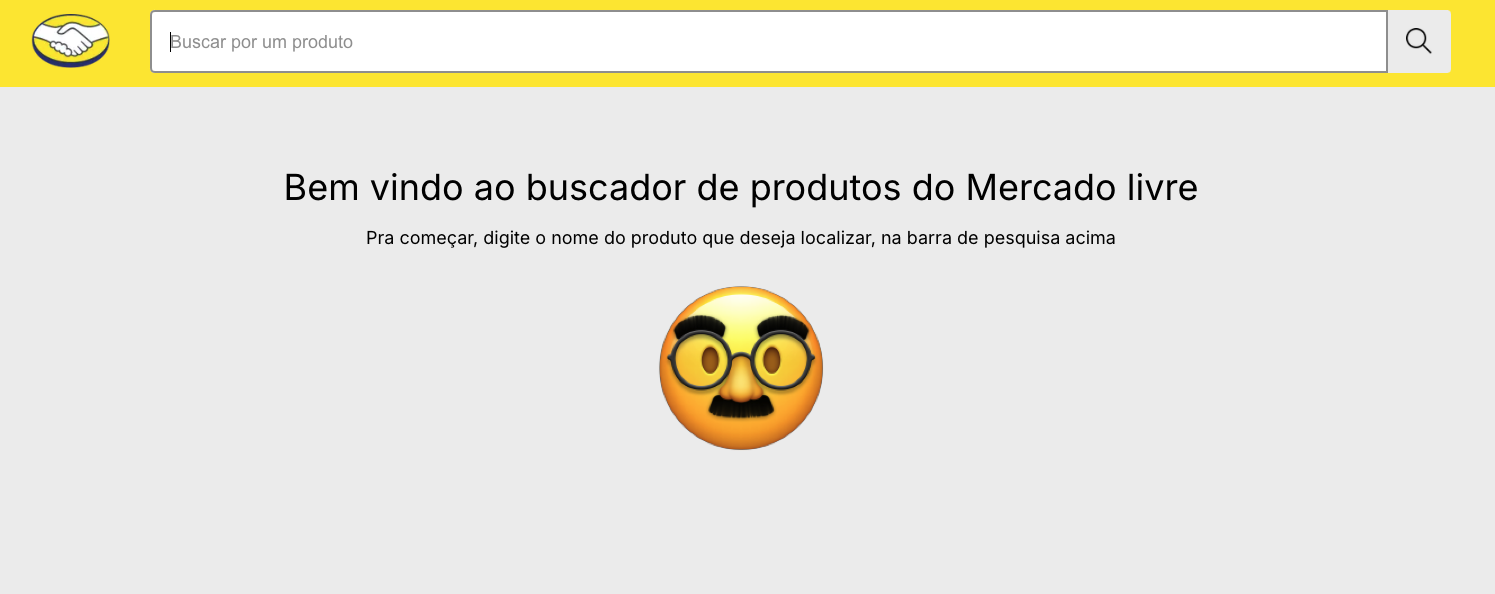 Buscar por um produto
Bem vindo ao buscador de produtos do Mercado livre
Pra começar, digite o nome do produto que deseja localizar, na barra de pesquisa acima